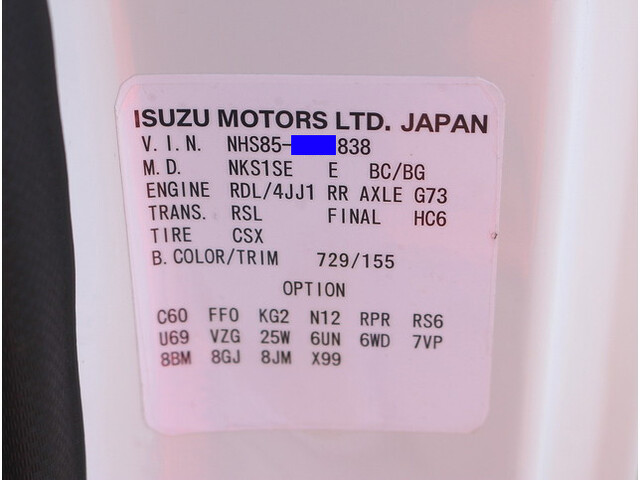 ISUZU MOTORS LTD. JAPAN
V.I.N. NHS85- 838
M.D. NKS1SE E BC/BG
ENGINE RDL/4JJ1 RR AXLE G73
TRANS. RSL FINAL HC6
TIRE CSX
B.COLOR/TRIM 729/155
OPTION
C60 FF0 KG2 N12 RPR RS6
U69 VZG 25W 6UN 6WD 7VP
8BM 8GJ 8JM X99